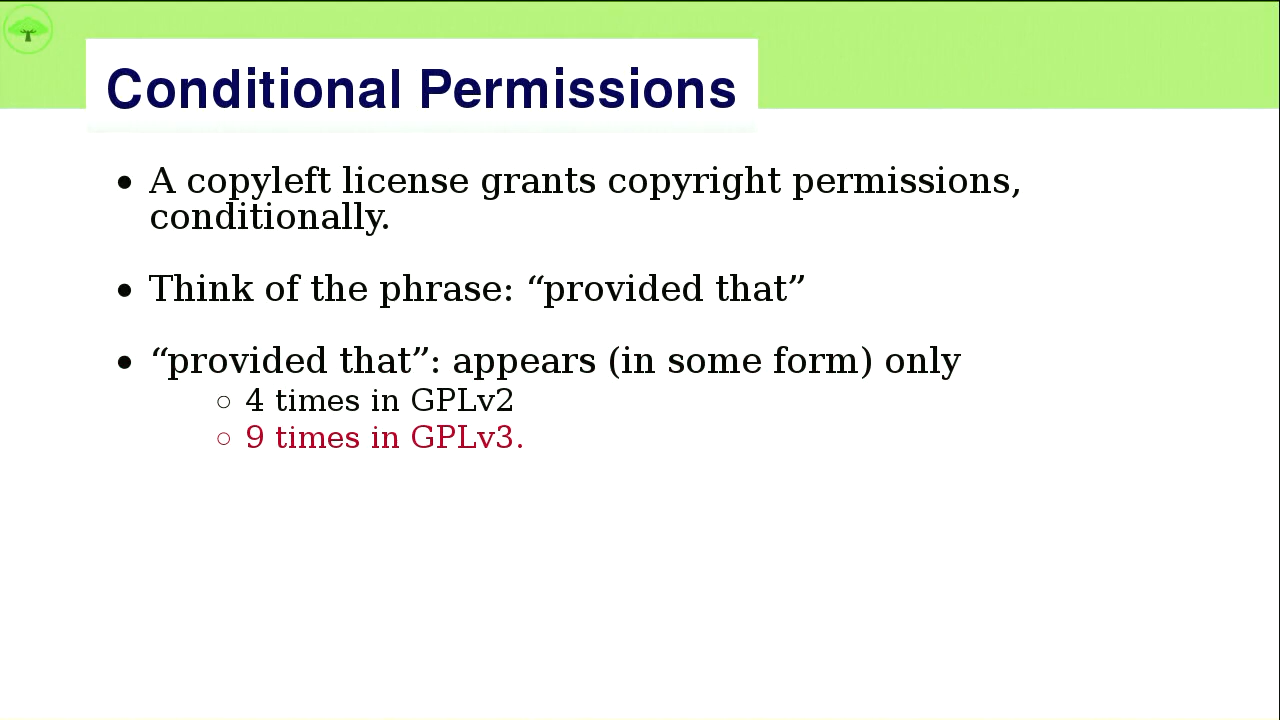 Conditional Permissions
• A copyleft license grants copyright permissions,
conditionally.
• Think of the phrase: “provided that”
• “provided that”: appears (in some form) only
○ 4 times in GPLv2
○ 9 times in GPLv3.